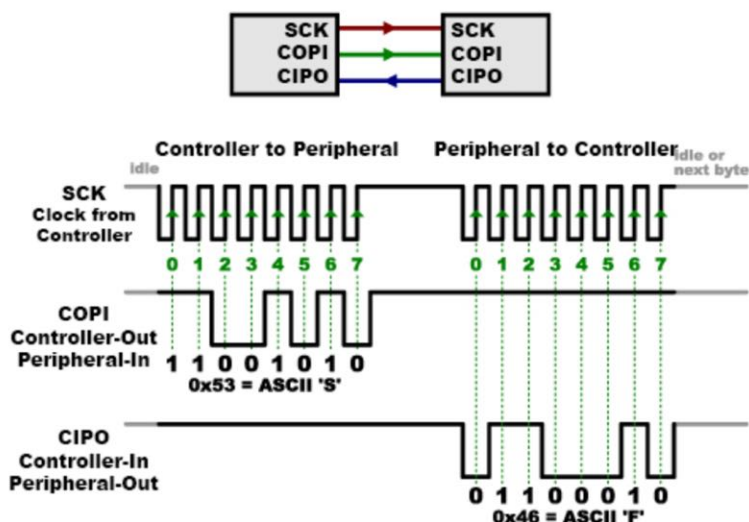 SCK SCK
COPI COPI
CIPO CIPO
Controller to Peripheral Peripheral to Controller
idle
idle or
next byte
SCK
Clock from
Controller
0 1 2 3 4 5 6 7 0 1 2 3 4 5 6 7
COPI
Controller-Out
Peripheral-In
1 1 0 0 1 0 1 0
0x53 = ASCII 'S'
CIPO
Controller-In
Peripheral-Out
0 1 1 0 0 0 1 0
0x46 = ASCII 'F'